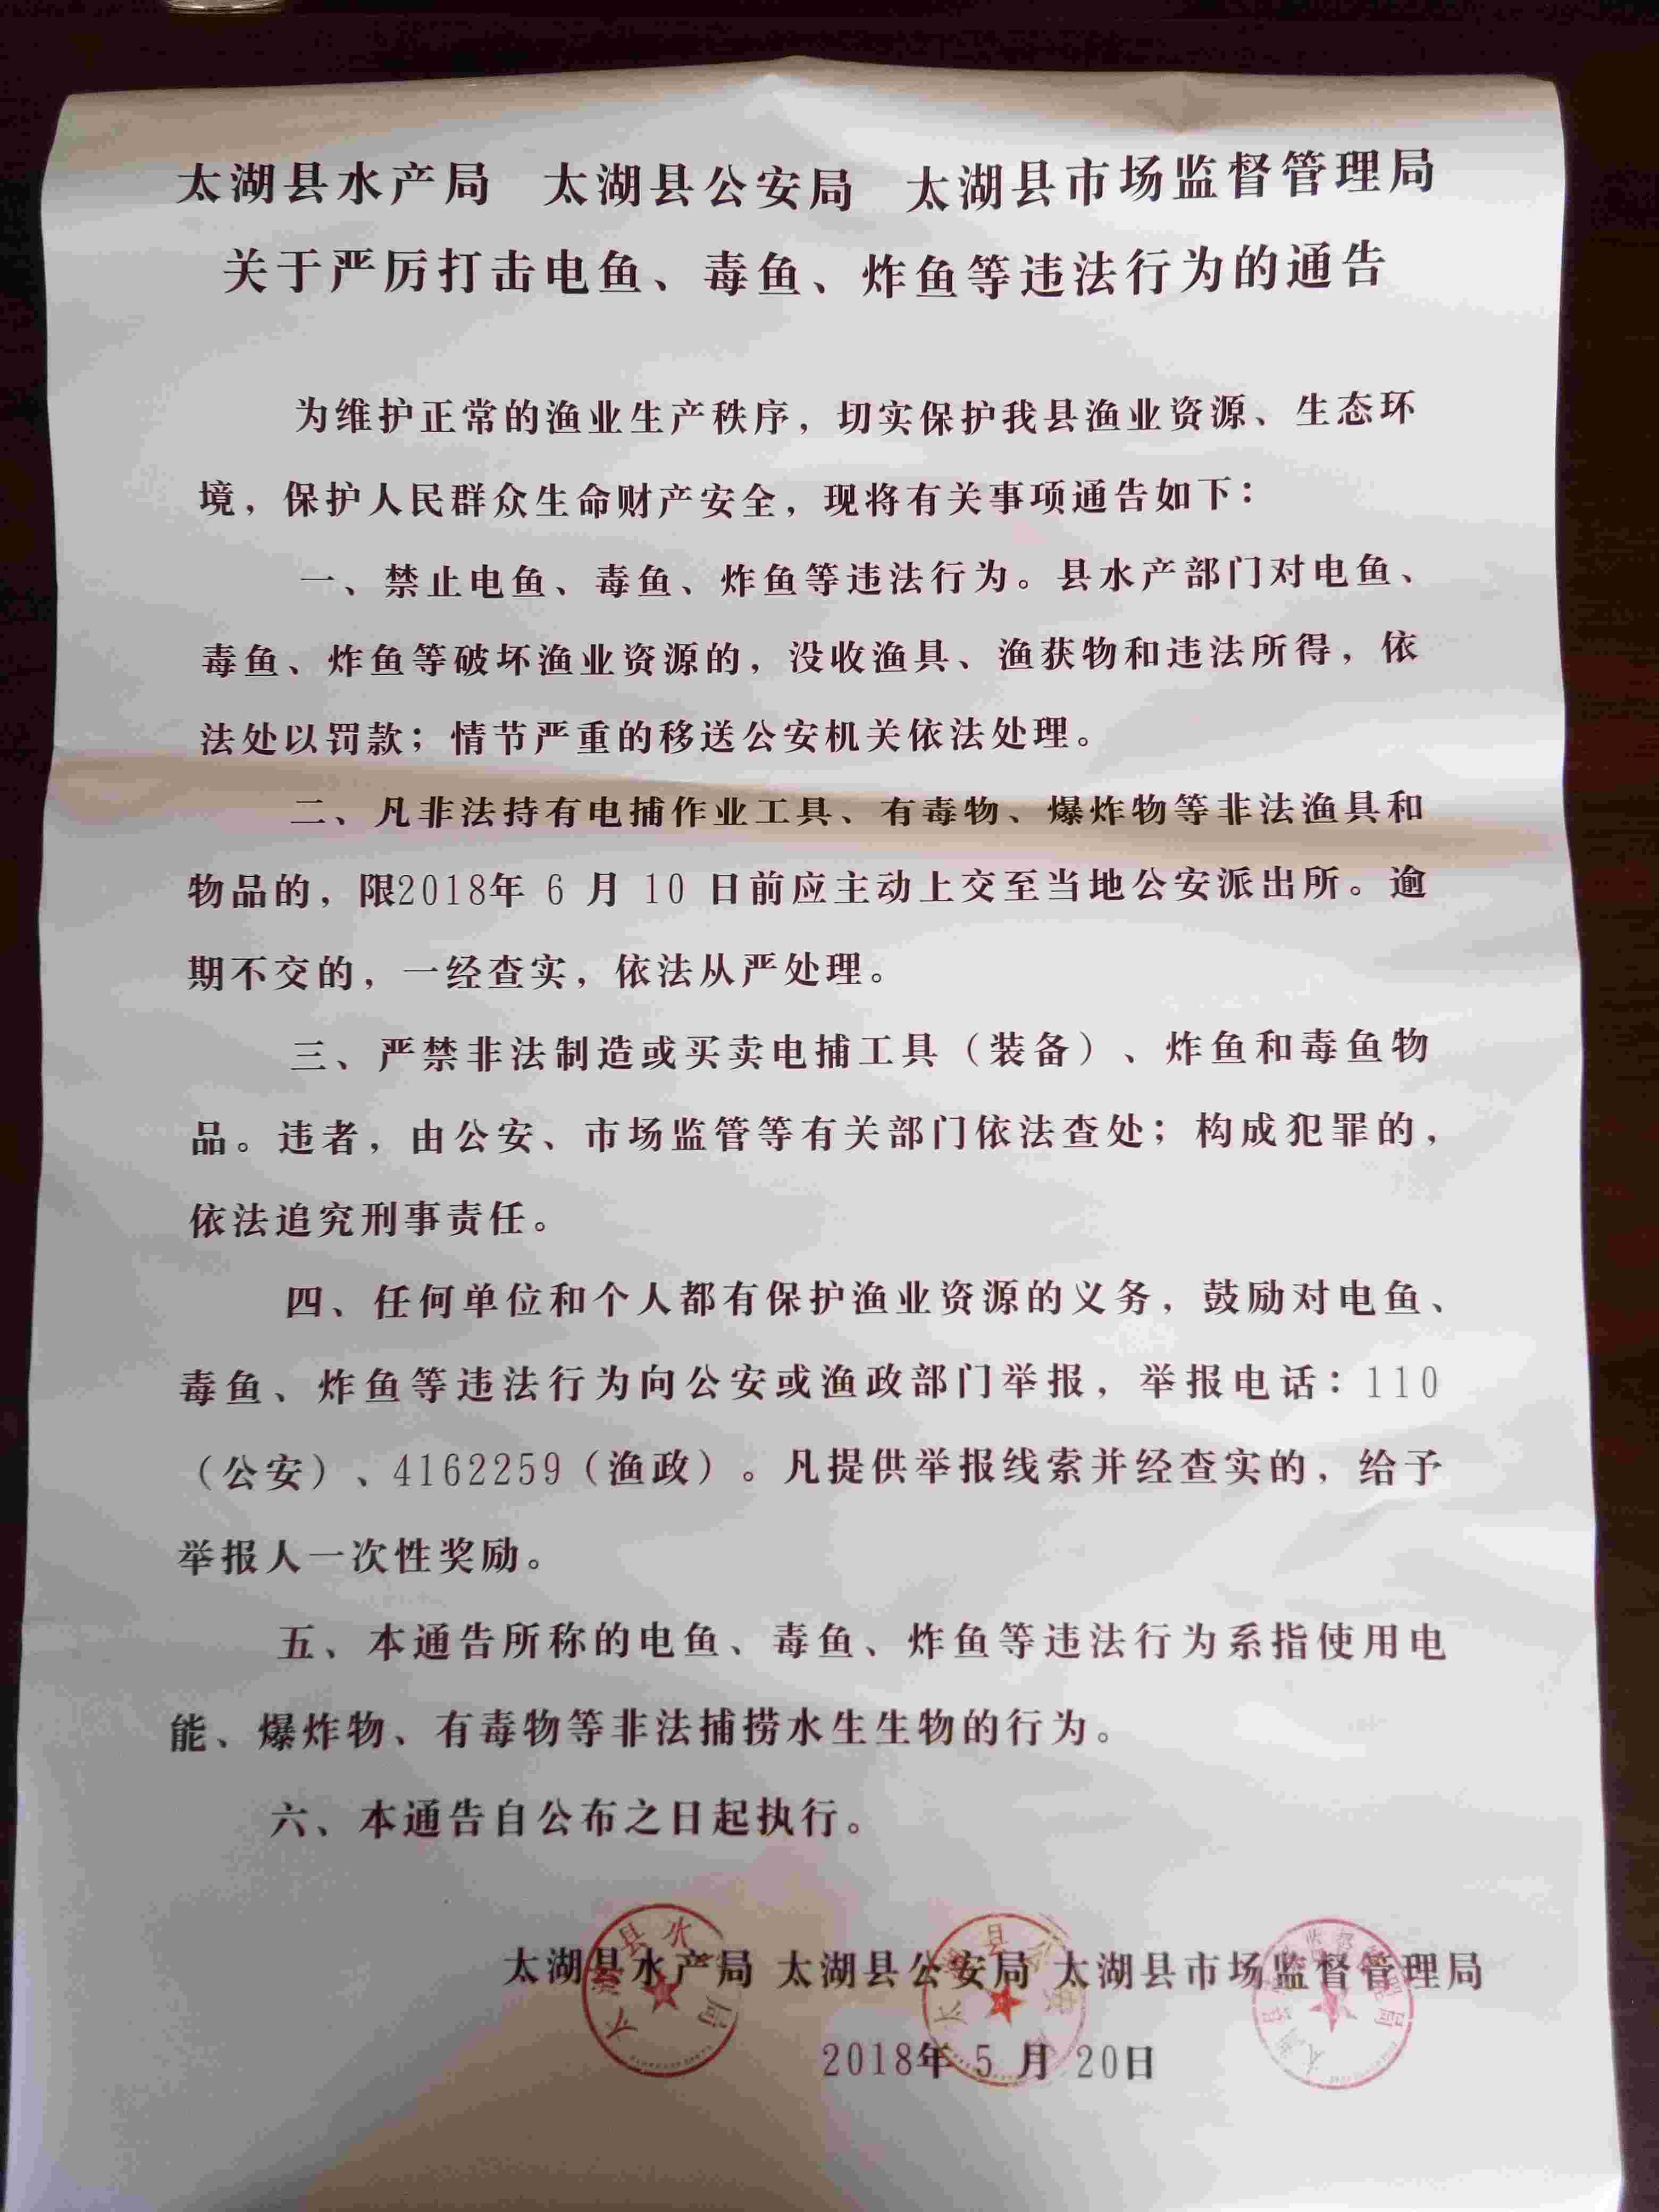 太湖县水产局 太湖县公安局 太湖县市场监督管理局
关于严厉打击电鱼、毒鱼、炸鱼等违法行为的通告
为维护正常的渔业生产秩序，切实保护我县渔业资源、生态环
境，保护人民群众生命财产安全，现将有关事项通告如下：
一、禁止电鱼、毒鱼、炸鱼等违法行为。县水产部门对电鱼、
毒鱼、炸鱼等破坏渔业资源的，没收渔具、渔获物和违法所得，依
法处以罚款；情节严重的移送公安机关依法处理。
二、凡非法持有电捕作业工具、有毒物、爆炸物等非法渔具和
物品的，限2018年 6 月 10 日前应主动上交至当地公安派出所。逾
期不交的，一经查实，依法从严处理。
三、严禁非法制造或买卖电捕工具（装备）、炸鱼和毒鱼物
品。违者，由公安、市场监管等有关部门依法查处；构成犯罪的，
依法追究刑事责任。
四、任何单位和个人都有保护渔业资源的义务，鼓励对电鱼、
毒鱼、炸鱼等违法行为向公安或渔政部门举报，举报电话：110
（公安）、4162259（渔政）。凡提供举报线索并经查实的，给予
举报人一次性奖励。
五、本通告所称的电鱼、毒鱼、炸鱼等违法行为系指使用电
能、爆炸物、有毒物等非法捕捞水生生物的行为。
六、本通告自公布之日起执行。
太湖县水产局 太湖县公安局 太湖县市场监督管理局
2018年 5 月 20日